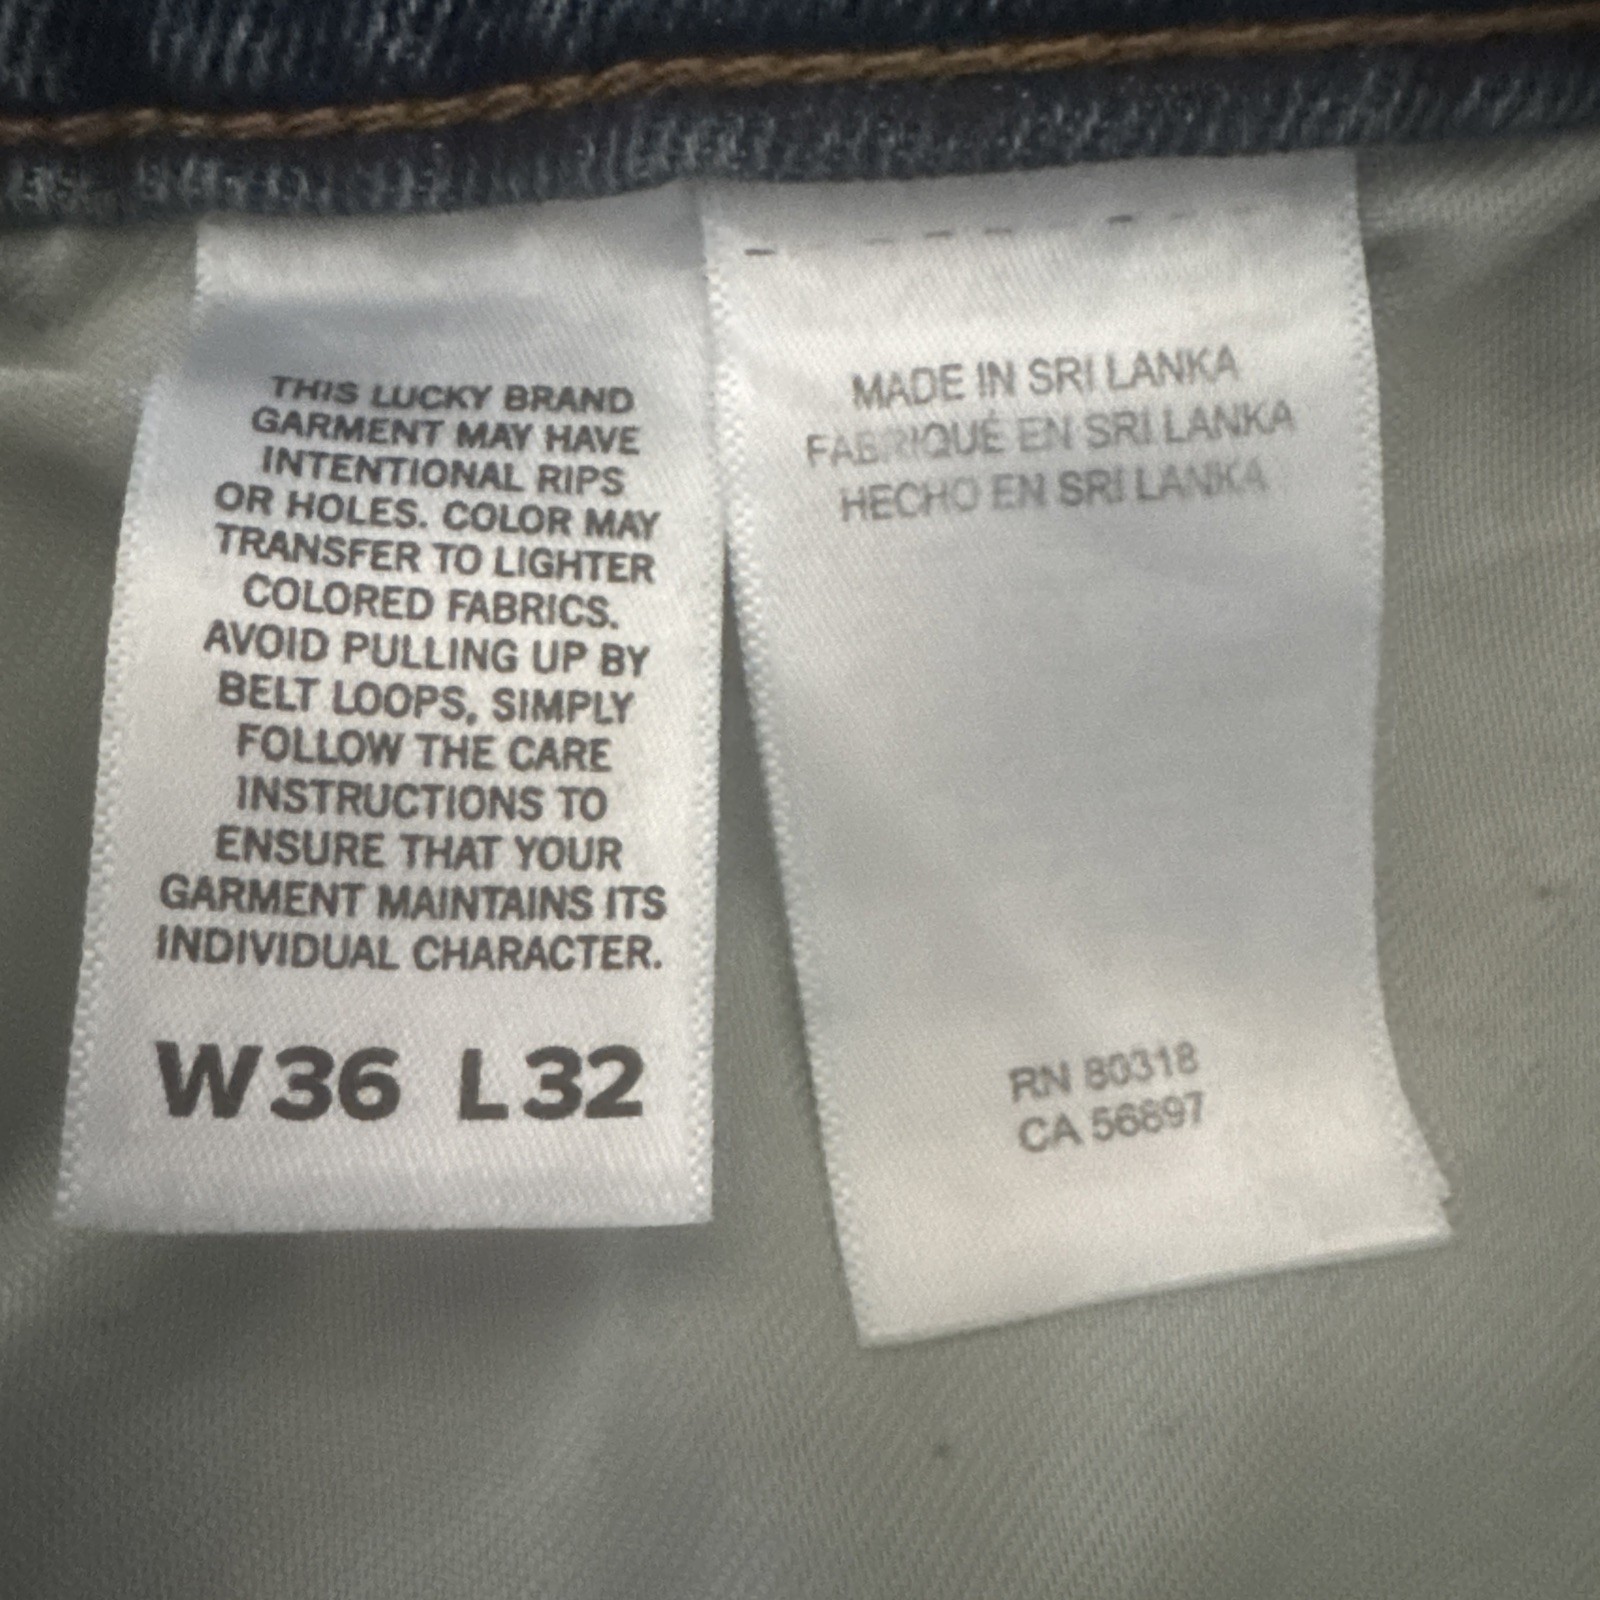 THIS LUCKY BRAND
GARMENT MAY HAVE
INTENTIONAL RIPS
OR HOLES. COLOR MAY
TRANSFER TO LIGHTER
COLORED FABRICS.
AVOID PULLING UP BY
BELT LOOPS, SIMPLY
FOLLOW THE CARE
INSTRUCTIONS TO
ENSURE THAT YOUR
GARMENT MAINTAINS ITS
INDIVIDUAL CHARACTER.
W36 L32
MADE IN SRI LANKA
FABRIQUÉ EN SRI LANKA
HECHO EN SRI LANKA
RN 80318
CA 56897